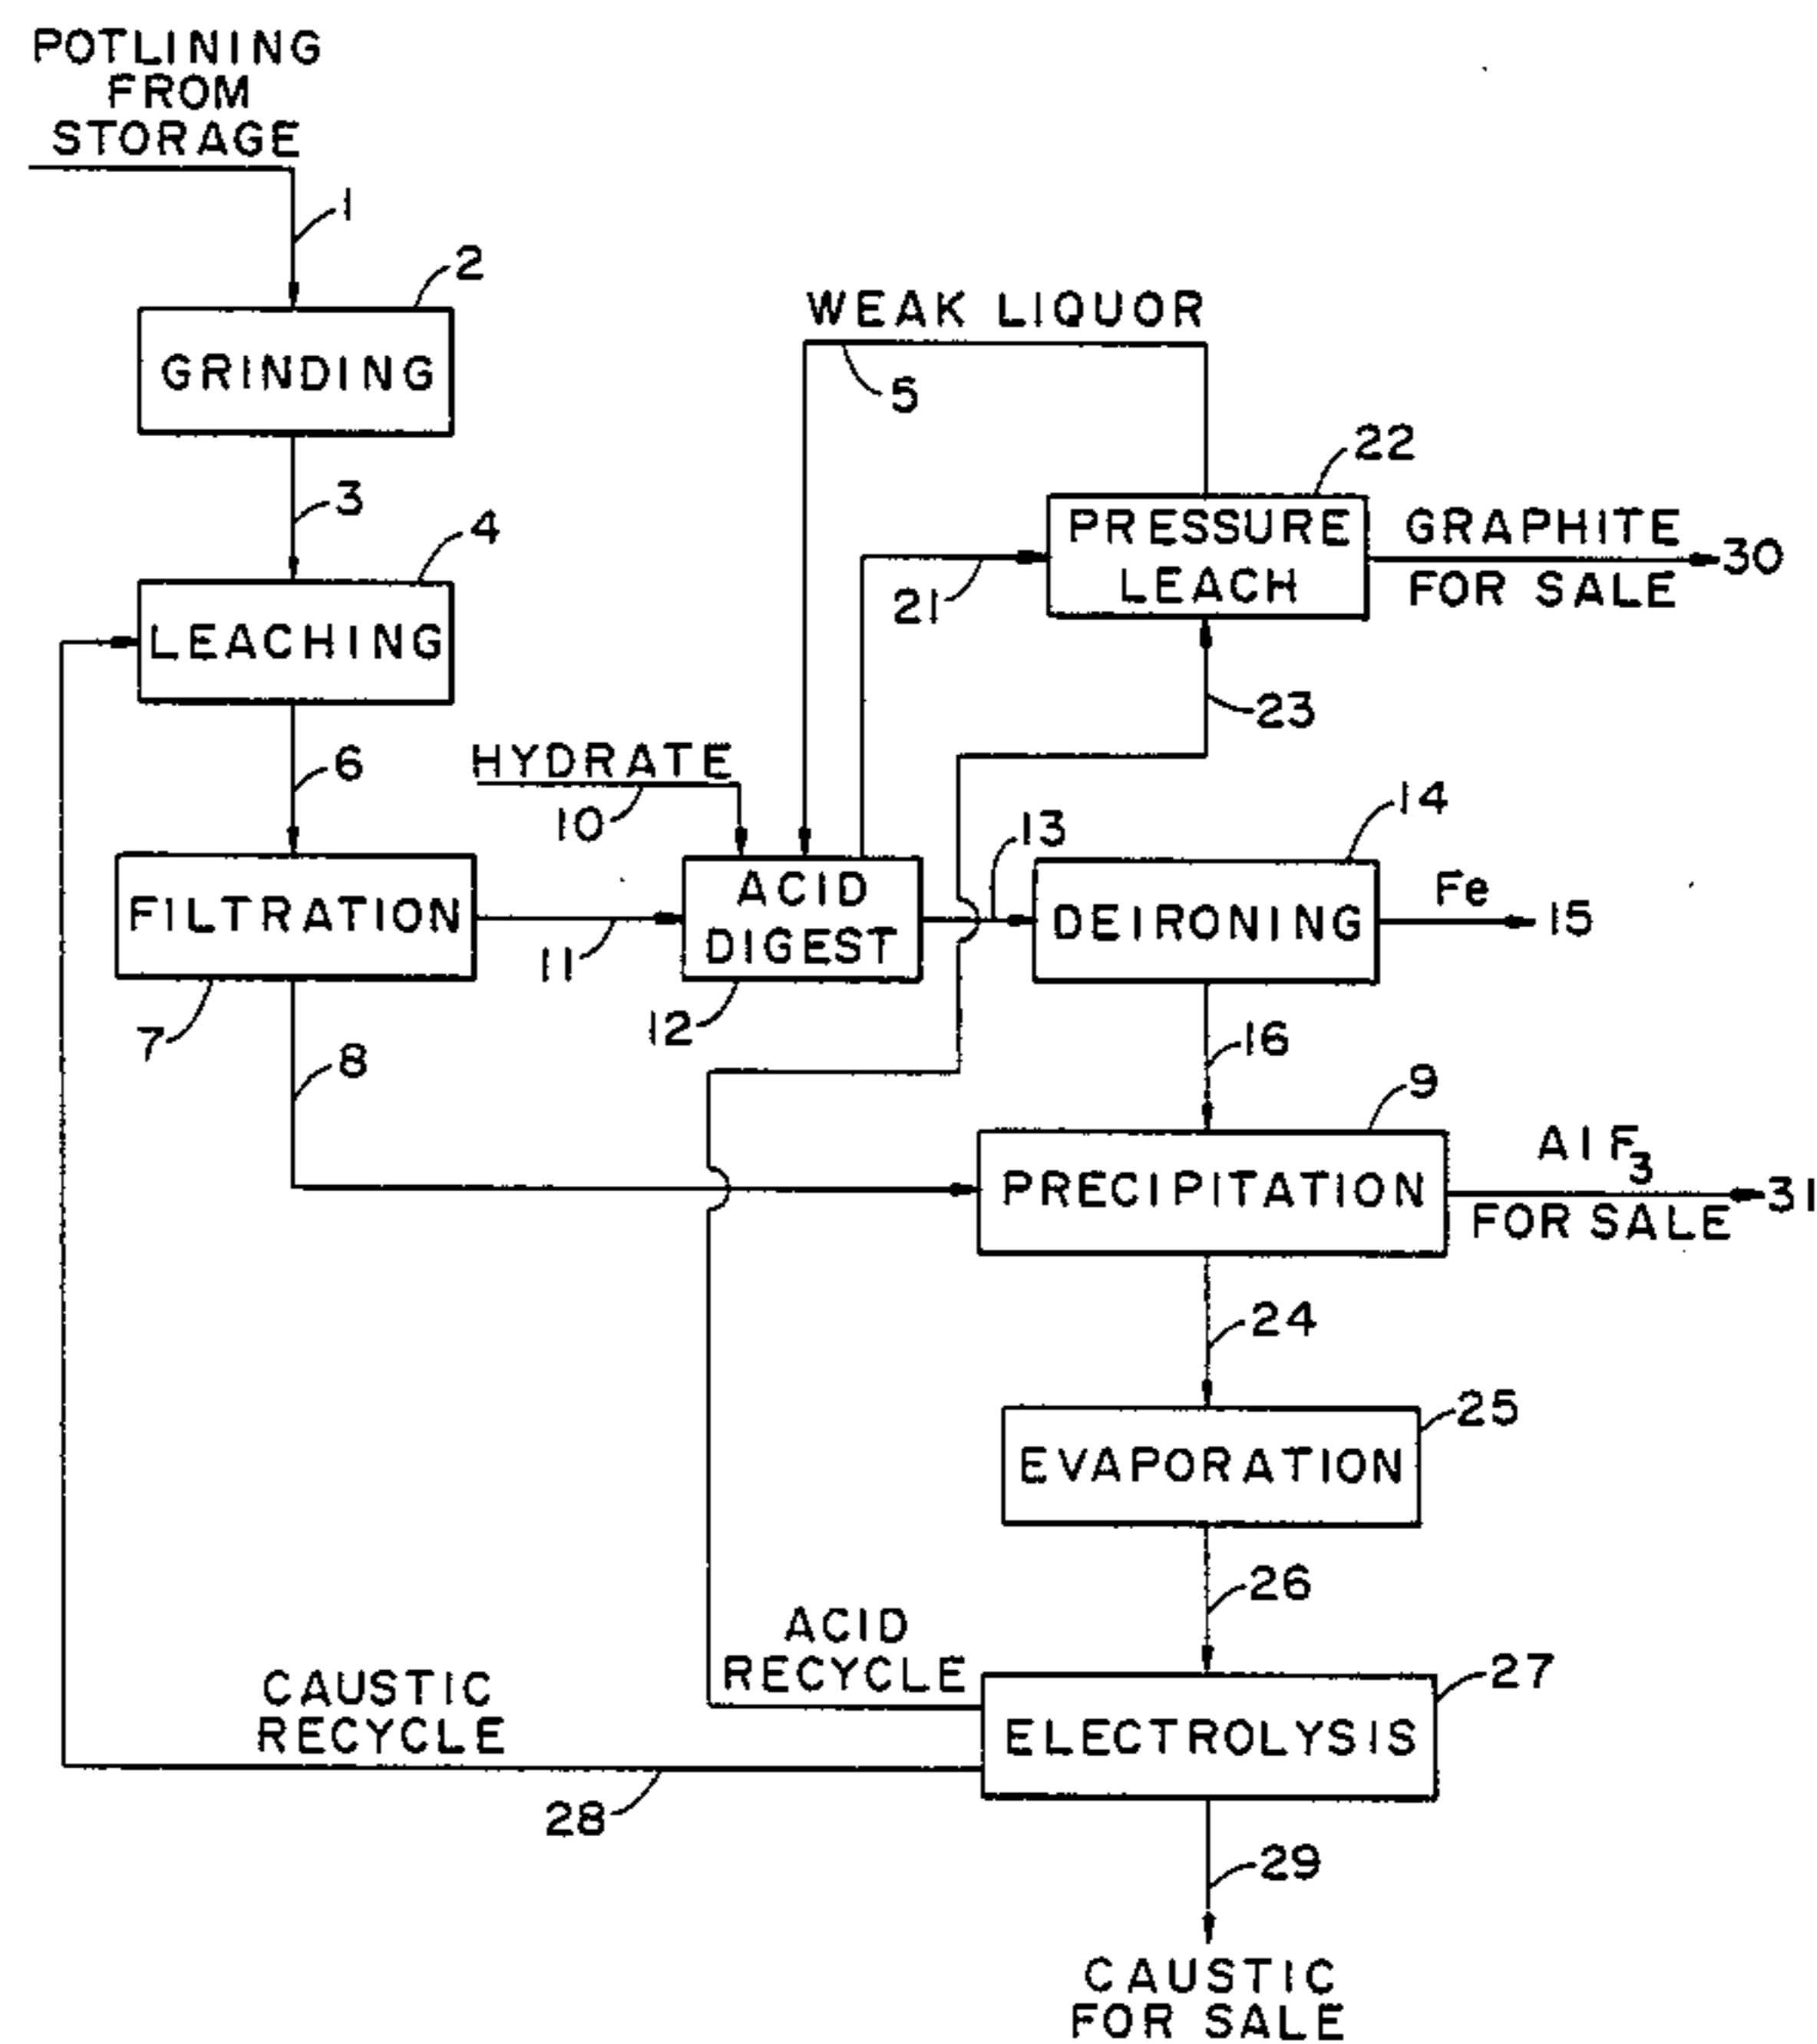 POTLINING
FROM
STORAGE
1
2
GRINDING
3
4
LEACHING
6
FILTRATION
7
8
WEAK LIQUOR
5
22
PRESSURE
LEACH
GRAPHITE
FOR SALE
30
21
23
HYDRATE
10
11
ACID
DIGEST
12
13
14
DEIRONING
Fe
15
16
9
PRECIPITATION
AlF3
FOR SALE
31
24
25
EVAPORATION
26
27
ELECTROLYSIS
ACID
RECYCLE
CAUSTIC
RECYCLE
28
29
CAUSTIC
FOR SALE